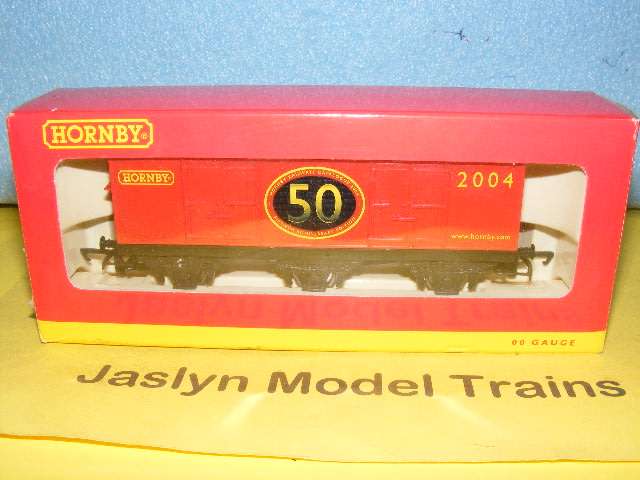 HORNBY®
HORNBY
50
2004
www.hornby.com
00 GAUGE
Jaslyn Model Trains